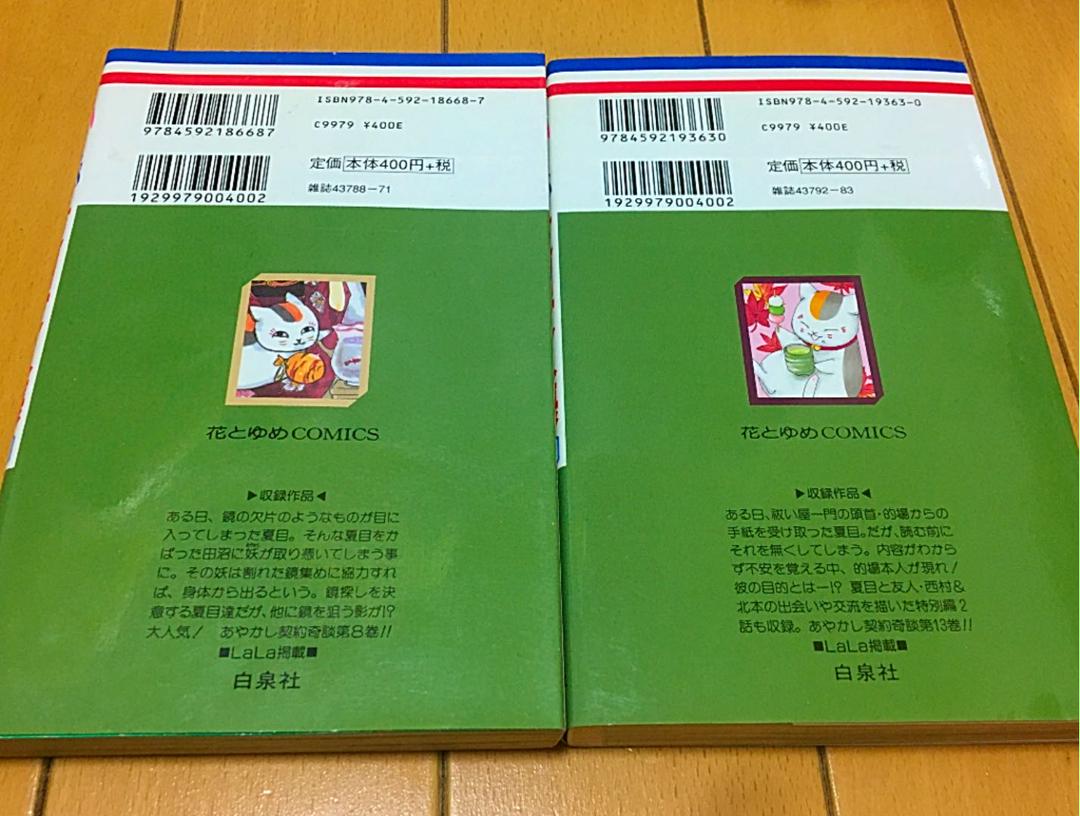 ISBN978-4-592-18668-7
9784592186687
C9979 ¥400E
定価 本体400円+税
雑誌43788-71
1929979004002
花とゆめCOMICS
▶収録作品◀
ある日、鏡の欠片のようなものが目に
入ってしまった夏目。そんな夏目をか
ばった田沼に妖が取り憑いてしまう事
に。その妖は割れた鏡集めに協力すれ
ば、身体から出るという。鏡探しを決
意する夏目達だが、他に鏡を狙う影が!?
大人気! あやかし契約奇談第8巻!!
■LaLa掲載■
白泉社
ISBN978-4-592-19363-0
9784592193630
C9979 ¥400E
定価 本体400円+税
雑誌43792-83
1929979004002
花とゆめCOMICS
▶収録作品◀
ある日、祓い屋一門の頭首・的場からの
手紙を受け取った夏目。だが、読む前に
それを無くしてしまう。内容がわから
ず不安を覚える中、的場本人が現れ!
彼の目的とは―!? 夏目と友人・西村&
北本の出会いや交流を描いた特別編2
話も収録。あやかし契約奇談第13巻!!
■LaLa掲載■
白泉社